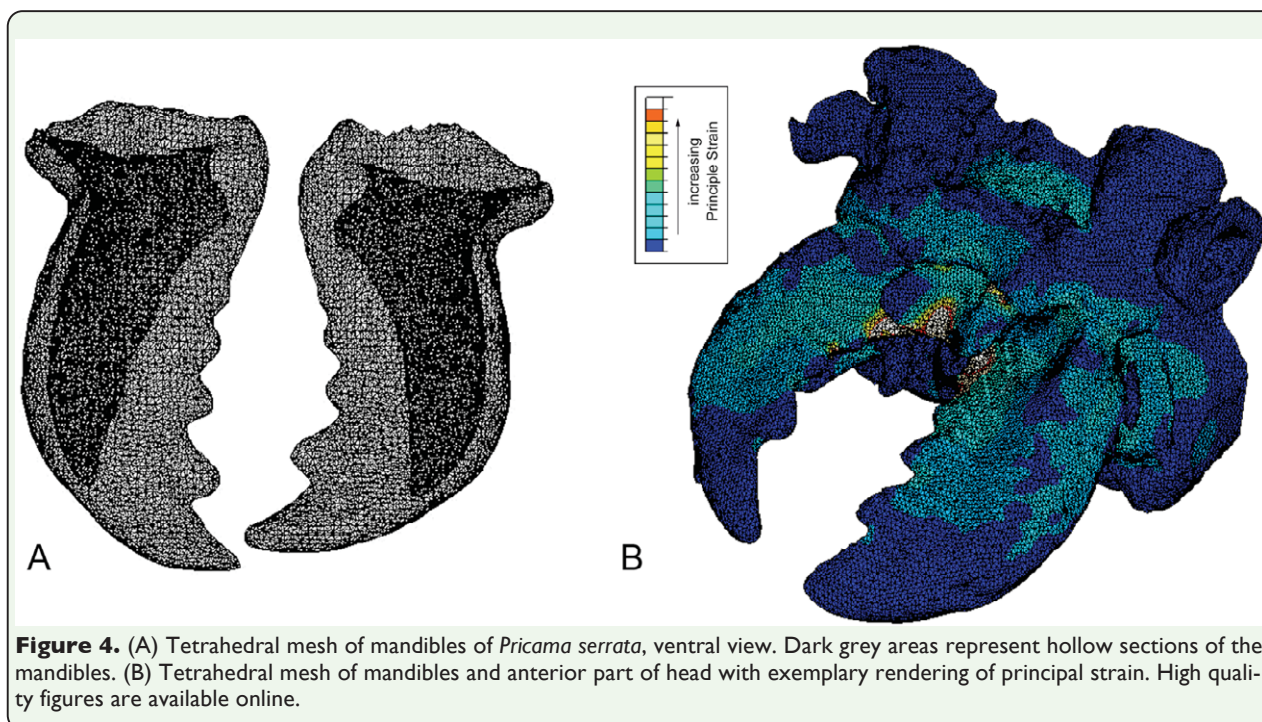 increasing
Principle Strain
A
B
Figure 4. (A) Tetrahedral mesh of mandibles of Pricama serrata, ventral view. Dark grey areas represent hollow sections of the
mandibles. (B) Tetrahedral mesh of mandibles and anterior part of head with exemplary rendering of principal strain. High quali-
ty figures are available online.